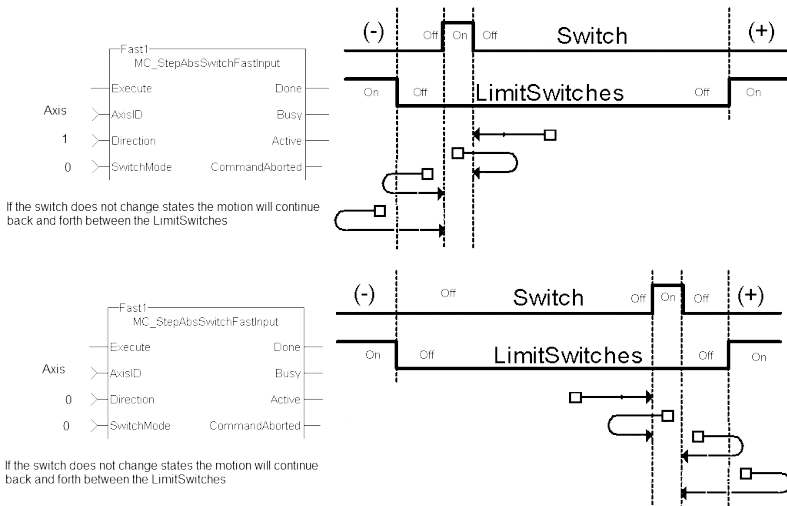 (-) Off On Off Switch (+)
Fast1
MC_StepAbsSwitchFastInput
Execute Done
On Off LimitSwitches Off On
Axis AxisID Busy
1 Direction Active
0 SwitchMode CommandAborted
If the switch does not change states the motion will continue
back and forth between the LimitSwitches
(-) Off Switch Off On Off (+)
Fast1
MC_StepAbsSwitchFastInput
Execute Done
On Off LimitSwitches Off On
Axis AxisID Busy
0 Direction Active
0 SwitchMode CommandAborted
If the switch does not change states the motion will continue
back and forth between the LimitSwitches